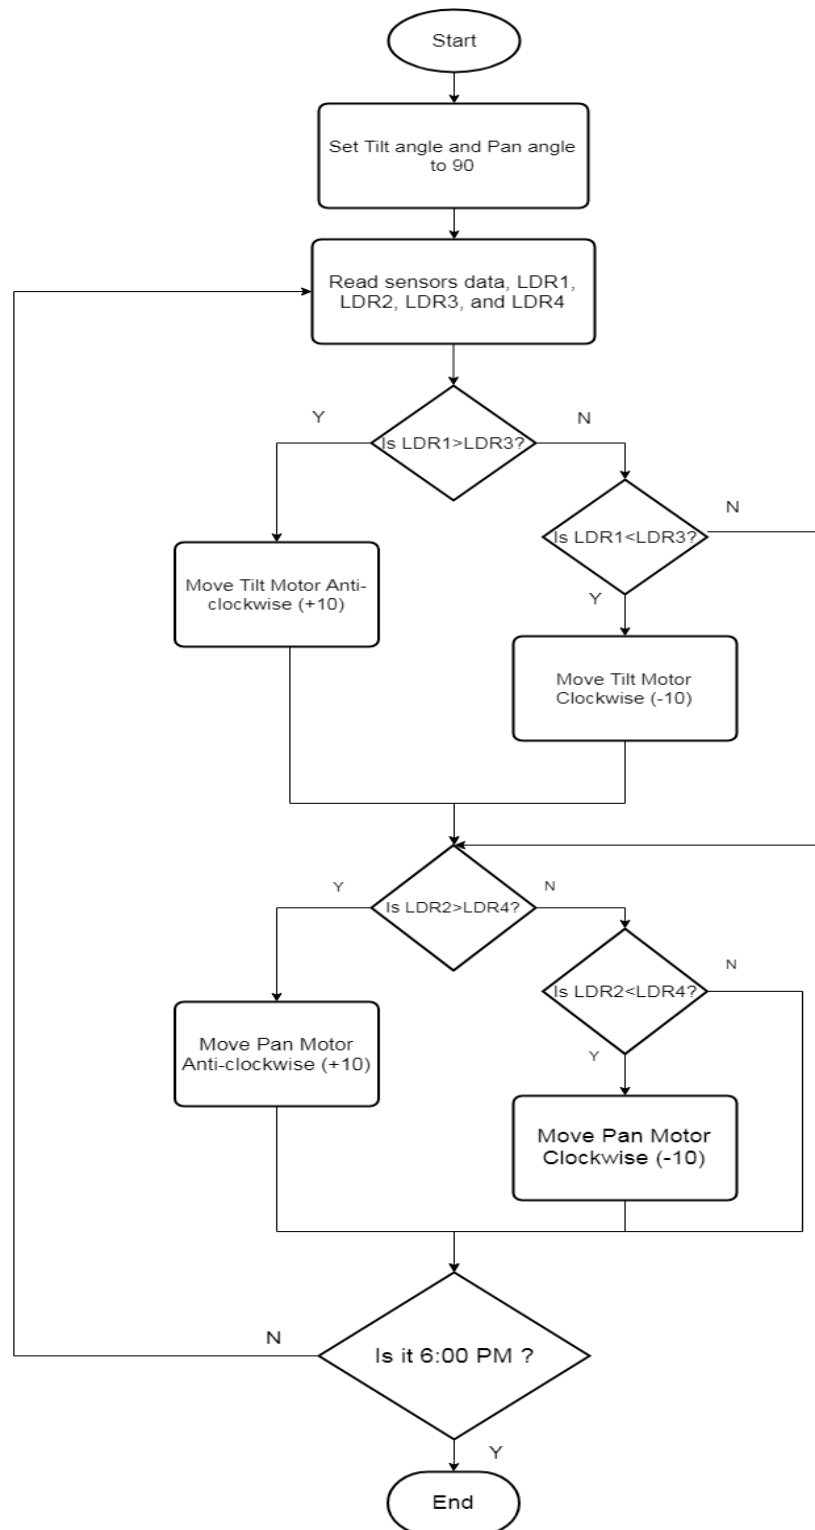 Start
Set Tilt angle and Pan angle
to 90
Read sensors data, LDR1,
LDR2, LDR3, and LDR4
Y
N
Is LDR1>LDR3?
N
Is LDR1<LDR3?
Move Tilt Motor Anti-
clockwise (+10)
Y
Move Tilt Motor
Clockwise (-10)
Y
N
Is LDR2>LDR4?
N
Is LDR2<LDR4?
Move Pan Motor
Anti-clockwise (+10)
Y
Move Pan Motor
Clockwise (-10)
N
Is it 6:00 PM ?
Y
End